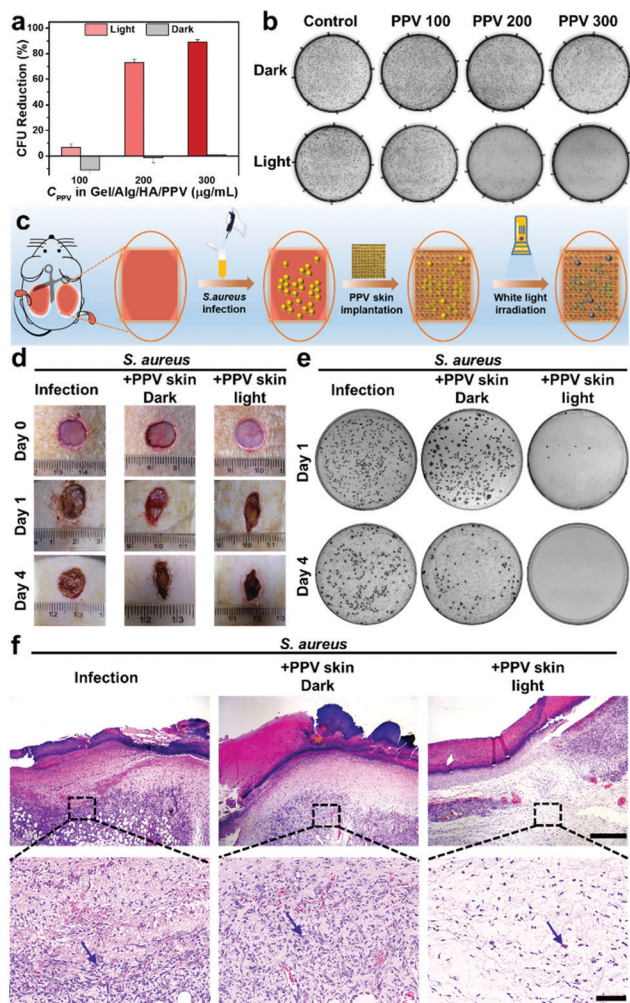 a
Light
Dark
CFU Reduction (%)
100
80
60
40
20
0
100
200
300
C_PPV in Gel/Alg/HA/PPV (μg/mL)
b
Control
PPV 100
PPV 200
PPV 300
Dark
Light
c
S.aureus
infection
PPV skin
implantation
White light
irradiation
d
S. aureus
Infection
+PPV skin
Dark
+PPV skin
light
Day 0
Day 1
Day 4
e
S. aureus
Infection
+PPV skin
Dark
+PPV skin
light
Day 1
Day 4
f
S. aureus
Infection
+PPV skin
Dark
+PPV skin
light